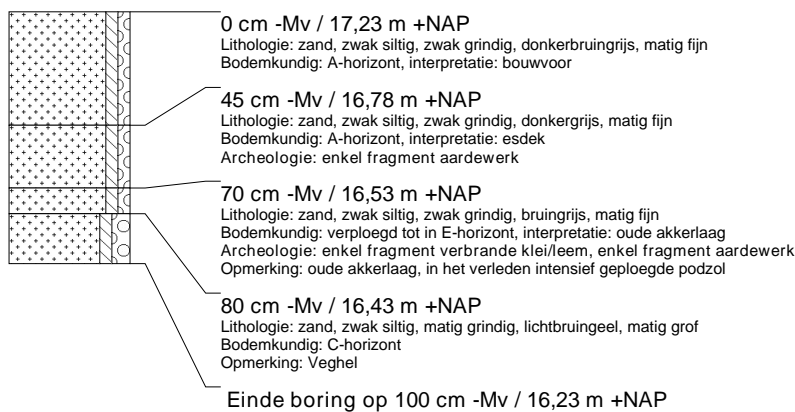 0 cm -Mv / 17,23 m +NAP
Lithologie: zand, zwak siltig, zwak grindig, donkerbruingrijs, matig fijn
Bodemkundig: A-horizont, interpretatie: bouwvoor
45 cm -Mv / 16,78 m +NAP
Lithologie: zand, zwak siltig, zwak grindig, donkergrijs, matig fijn
Bodemkundig: A-horizont, interpretatie: esdek
Archeologie: enkel fragment aardewerk
70 cm -Mv / 16,53 m +NAP
Lithologie: zand, zwak siltig, zwak grindig, bruingrijs, matig fijn
Bodemkundig: verploegd tot in E-horizont, interpretatie: oude akkerlaag
Archeologie: enkel fragment verbrande klei/leem, enkel fragment aardewerk
Opmerking: oude akkerlaag, in het verleden intensief geploegde podzol
80 cm -Mv / 16,43 m +NAP
Lithologie: zand, zwak siltig, matig grindig, lichtbruingeel, matig grof
Bodemkundig: C-horizont
Opmerking: Veghel
Einde boring op 100 cm -Mv / 16,23 m +NAP